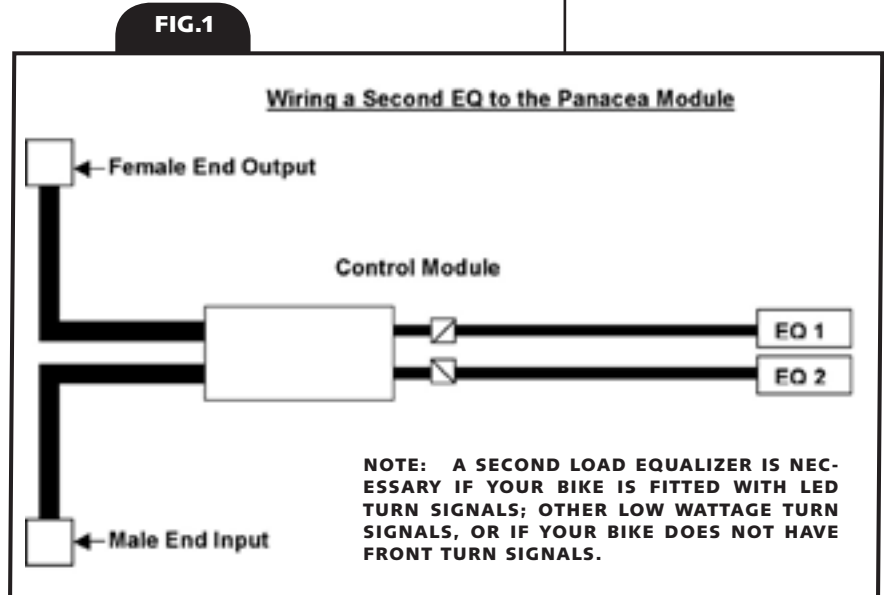 FIG.1
Wiring a Second EQ to the Panacea Module
Female End Output
Control Module
EQ 1
EQ 2
NOTE: A SECOND LOAD EQUALIZER IS NEC-
ESSARY IF YOUR BIKE IS FITTED WITH LED
TURN SIGNALS; OTHER LOW WATTAGE TURN
SIGNALS, OR IF YOUR BIKE DOES NOT HAVE
FRONT TURN SIGNALS.
Male End Input